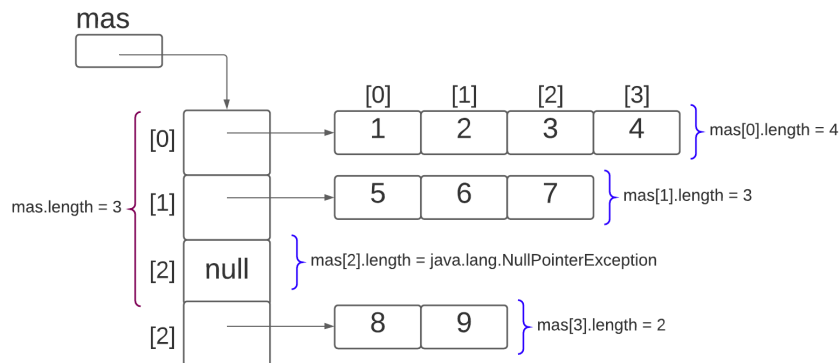 mas
[0] [1] [2] [3]
[0] 1 2 3 4 mas[0].length = 4
[1] 5 6 7 mas[1].length = 3
mas.length = 3
[2] null mas[2].length = java.lang.NullPointerException
[2] 8 9 mas[3].length = 2